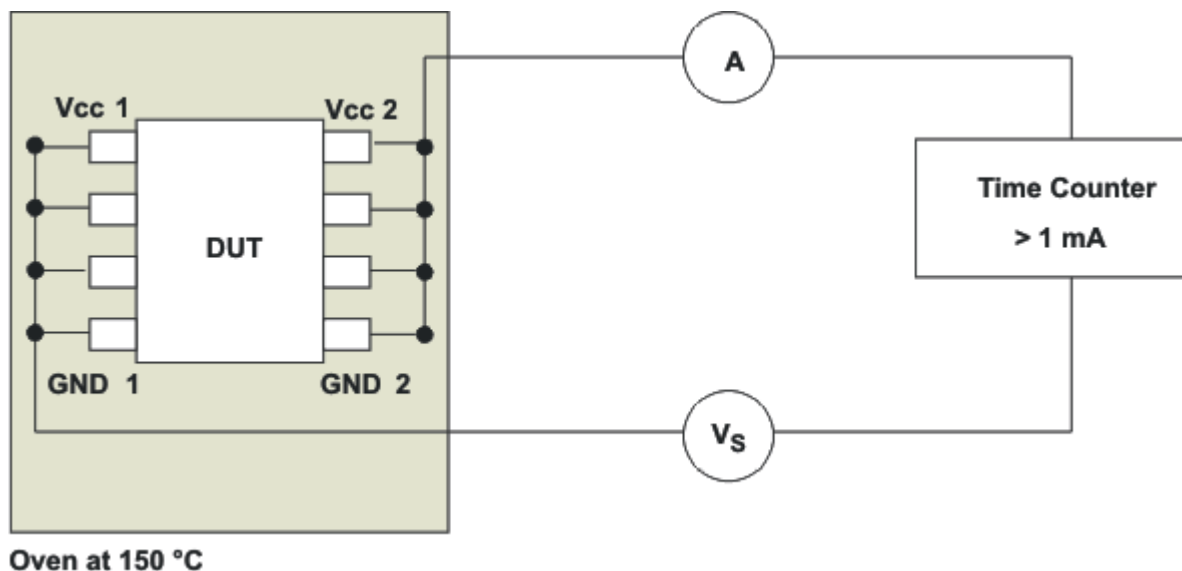 A
Vcc 1
Vcc 2
DUT
Time Counter
> 1 mA
GND 1
GND 2
VS
Oven at 150 °C